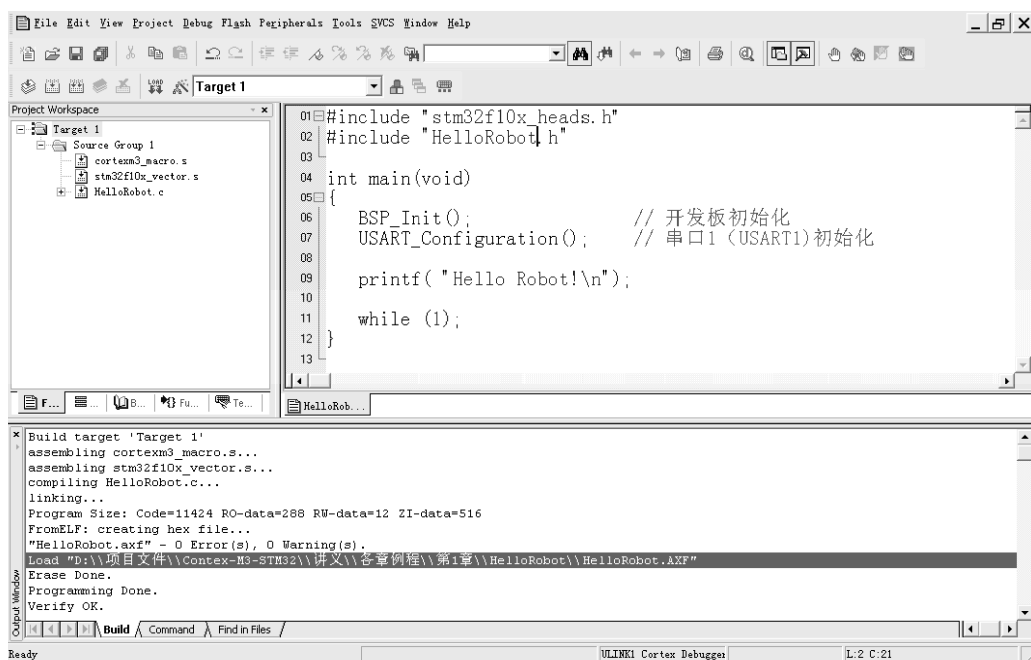 File Edit View Project Debug Flash Peripherals Tools SVCS Window Help
LOAD Target 1
Project Workspace
Target 1
Source Group 1
cortexm3_macro.s
stm32f10x_vector.s
HelloRobot.c
F... ... B... {} Fu... Te...
01 #include "stm32f10x_heads.h"
02 #include "HelloRobot.h"
03
04 int main(void)
05 {
06 BSP_Init(); // 开发板初始化
07 USART_Configuration(); // 串口1（USART1)初始化
08
09 printf( "Hello Robot!\n");
10
11 while (1);
12 }
13
HelloRob...
Build target 'Target 1'
assembling cortexm3_macro.s...
assembling stm32f10x_vector.s...
compiling HelloRobot.c...
linking...
Program Size: Code=11424 RO-data=288 RW-data=12 ZI-data=516
FromELF: creating hex file...
"HelloRobot.axf" - 0 Error(s), 0 Warning(s).
Load "D:\\项目文件\\Contex-M3-STM32\\讲义\\各章例程\\第1章\\HelloRobot\\HelloRobot.AXF"
Erase Done.
Programming Done.
Verify OK.
Output Window
Build Command Find in Files
Ready ULINK1 Cortex Debugger L:2 C:21